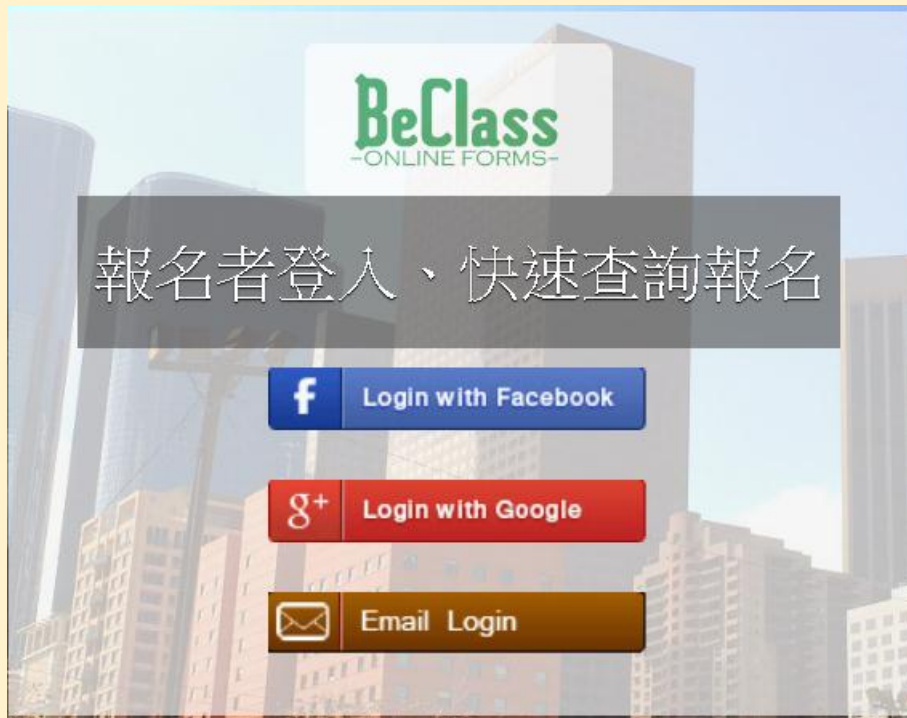 BeClass
-ONLINE FORMS-
報名者登入、快速查詢報名
f Login with Facebook
g+ Login with Google
Email Login